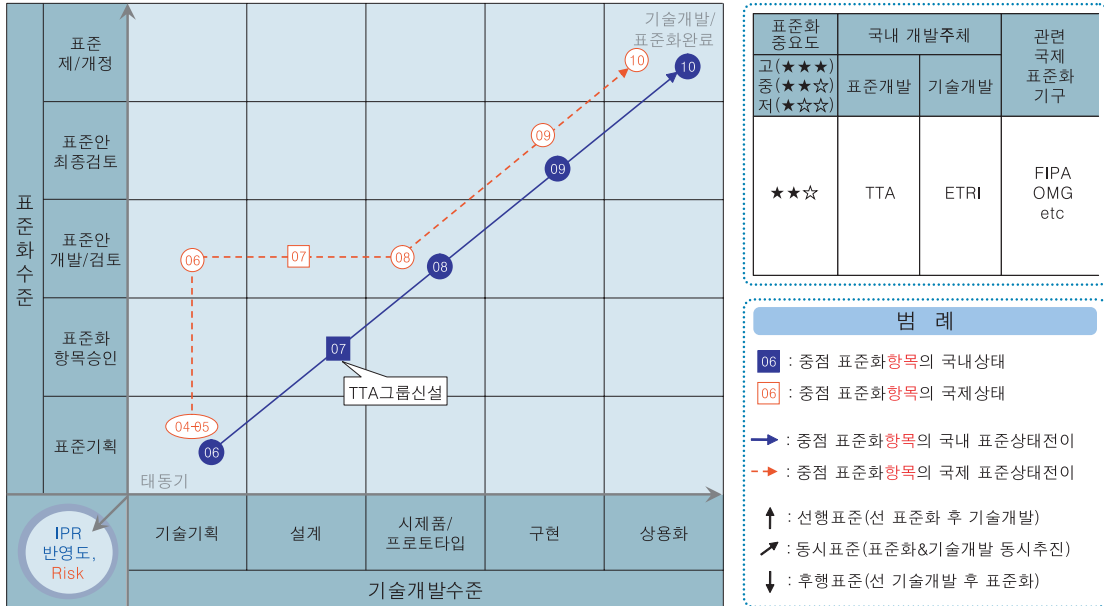 표준화수준
표준
제/개정
표준안
최종검토
표준안
개발/검토
표준화
항목승인
표준기획
기술개발/
표준화완료
10
10
09
09
06
07
08
08
07
TTA그룹신설
04-05
06
태동기
IPR
반영도,
Risk
기술기획
설계
시제품/
프로토타입
구현
상용화
기술개발수준
표준화
중요도
고(★★★)
중(★★☆)
저(★☆☆)
국내 개발주체
표준개발
기술개발
관련
국제
표준화
기구
★★☆
TTA
ETRI
FIPA
OMG
etc
범 례
06 : 중점 표준화항목의 국내상태
06 : 중점 표준화항목의 국제상태
: 중점 표준화항목의 국내 표준상태전이
: 중점 표준화항목의 국제 표준상태전이
: 선행표준(선 표준화 후 기술개발)
: 동시표준(표준화&기술개발 동시추진)
: 후행표준(선 기술개발 후 표준화)